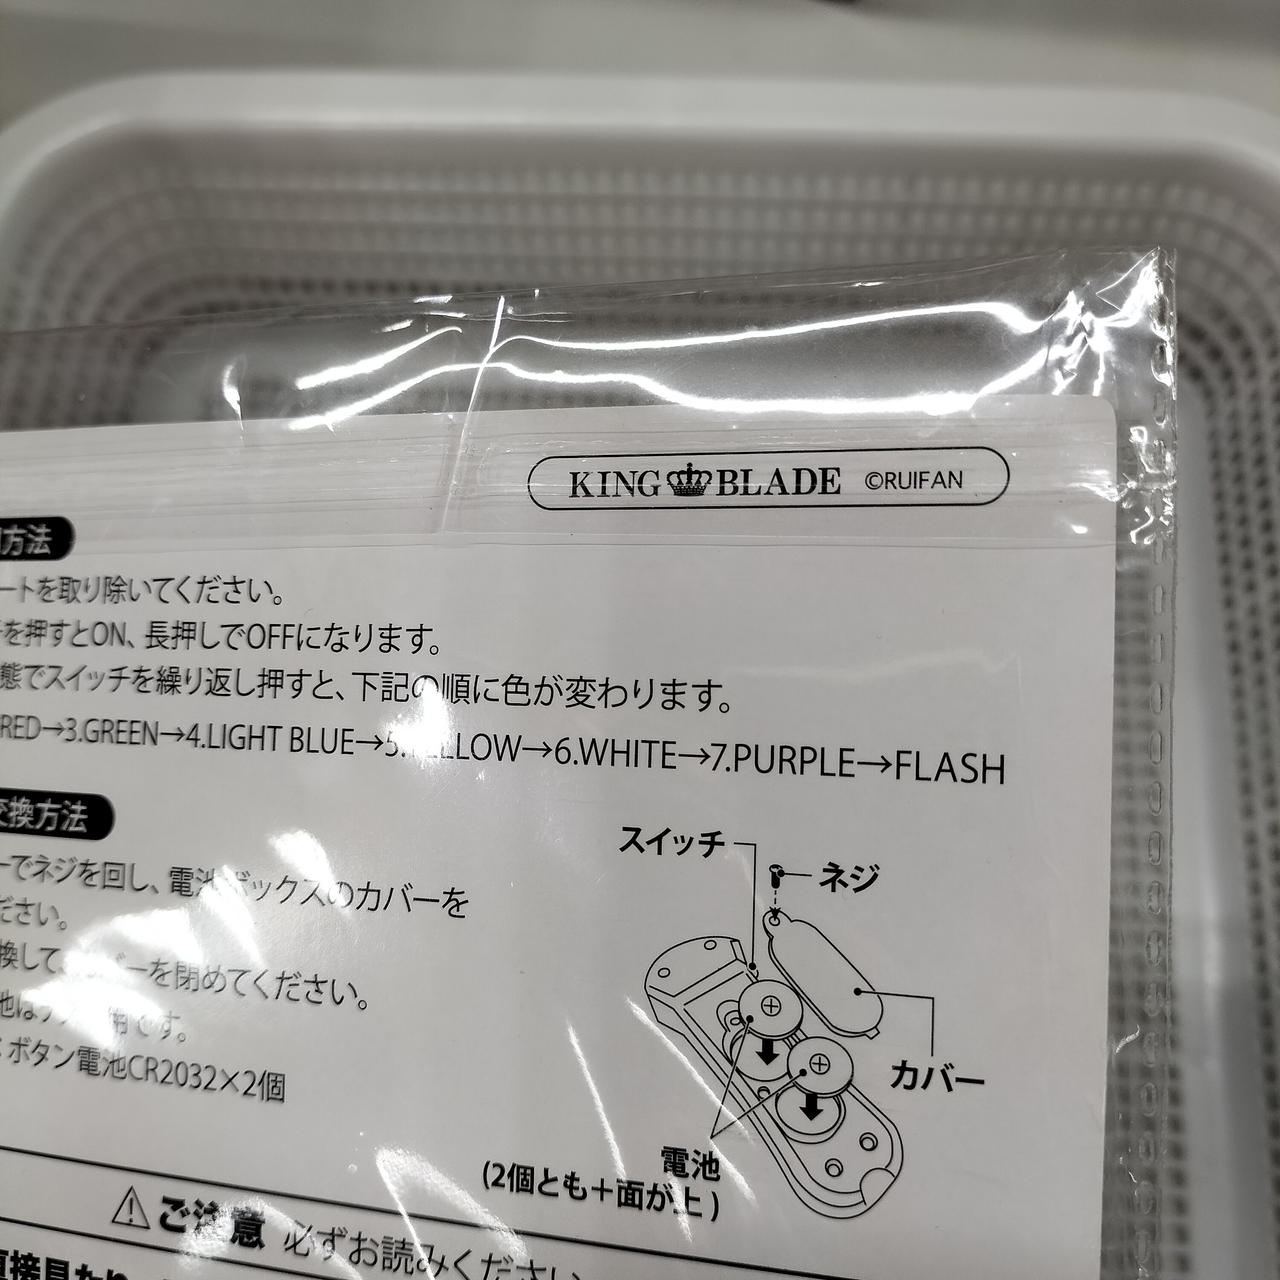 KING BLADE ©RUIFAN
方法
ートを取り除いてください。
を押すとON、長押しでOFFになります。
態でスイッチを繰り返し押すと、下記の順に色が変わります。
RED→3.GREEN→4.LIGHT BLUE→5.YELLOW→6.WHITE→7.PURPLE→FLASH
交換方法
ーでネジを回し、電池ボックスのカバーを
ださい。
換して、カバーを閉めてください。
ボタン電池CR2032×2個
スイッチ
ネジ
カバー
電池
(2個とも＋面が上)
ご注意 必ずお読みください